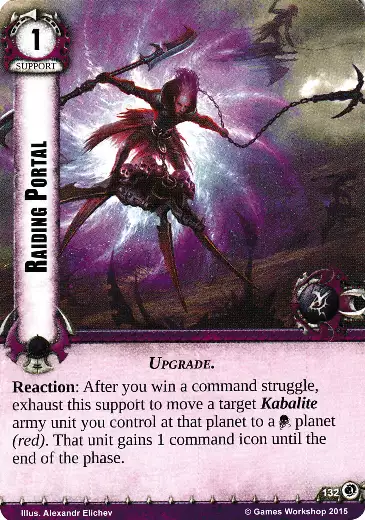 1
SUPPORT
RAIDING PORTAL
UPGRADE.
Reaction: After you win a command struggle,
exhaust this support to move a target Kabalite
army unit you control at that planet to a planet
(red). That unit gains 1 command icon until the
end of the phase.
132
Illus. Alexandr Elichev
© Games Workshop 2015